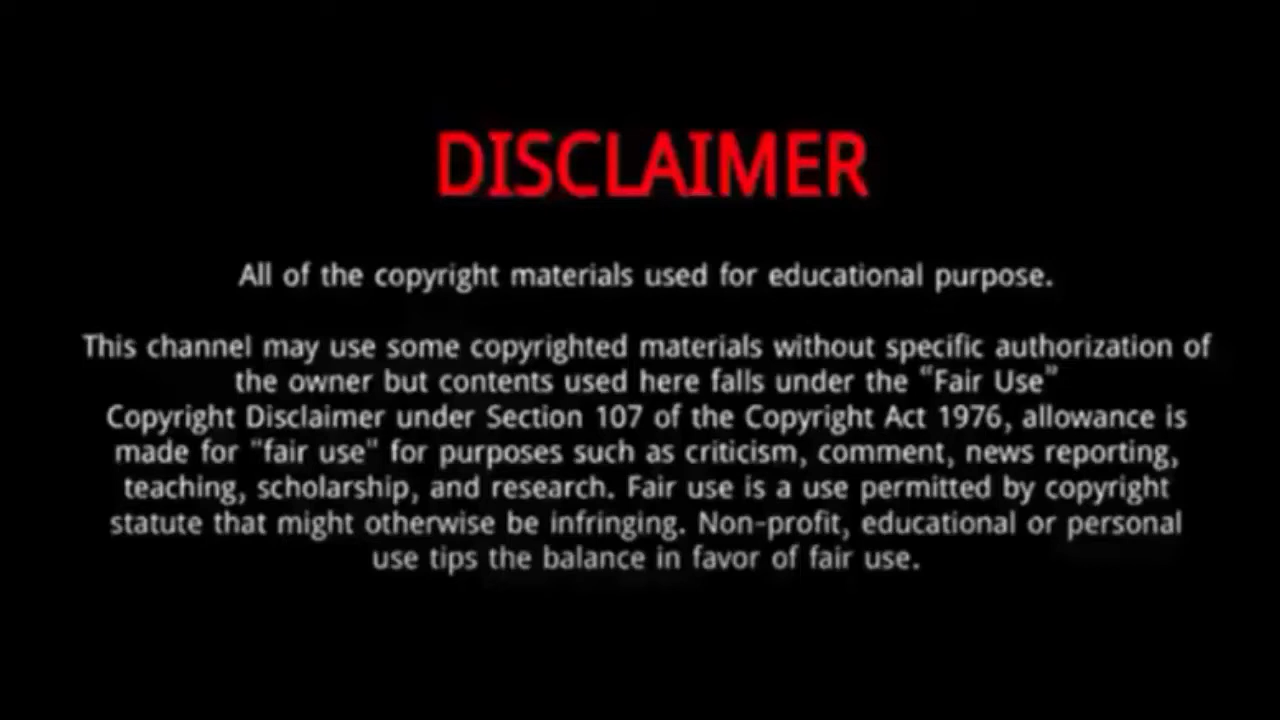 DISCLAIMER
All of the copyright materials used for educational purpose.
This channel may use some copyrighted materials without specific authorization of
the owner but contents used here falls under the “Fair Use”
Copyright Disclaimer under Section 107 of the Copyright Act 1976, allowance is
made for "fair use" for purposes such as criticism, comment, news reporting,
teaching, scholarship, and research. Fair use is a use permitted by copyright
statute that might otherwise be infringing. Non-profit, educational or personal
use tips the balance in favor of fair use.